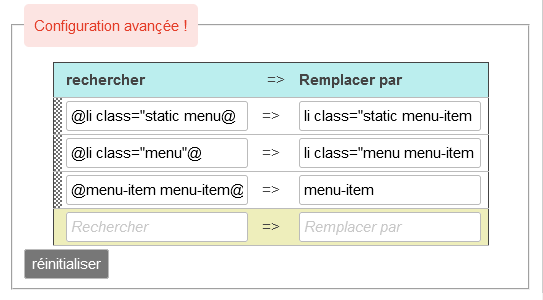 Configuration avançée !
rechercher => Remplacer par
@li class="static menu@ => li class="static menu-item
@li class="menu"@ => li class="menu menu-item
@menu-item menu-item@ => menu-item
Rechercher => Remplacer par
réinitialiser